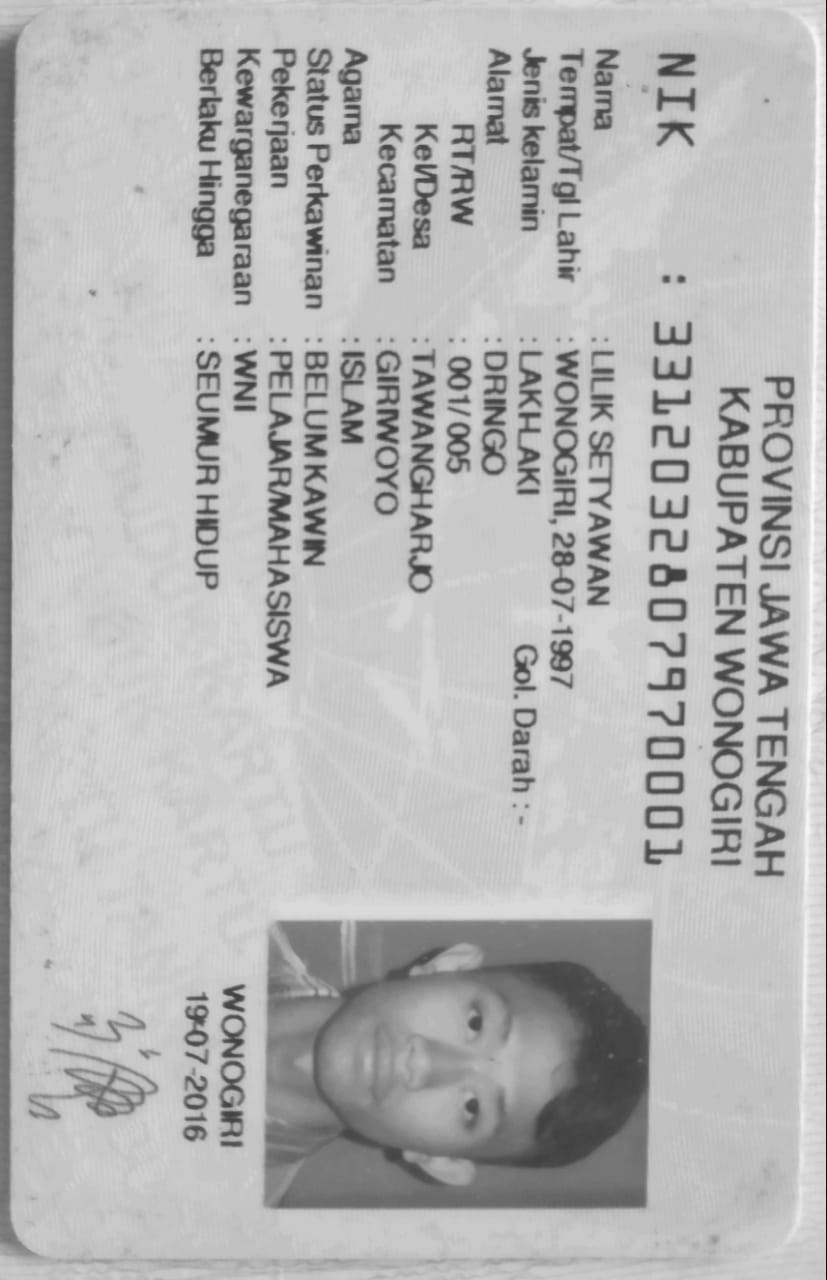 PROVINSI JAWA TENGAH
KABUPATEN WONOGIRI
NIK : 3312032807970001
Nama : LILIK SETYAWAN
Tempat/Tgl Lahir : WONOGIRI, 28-07-1997
Jenis kelamin : LAKI-LAKI Gol. Darah : -
Alamat : DRINGO
RT/RW : 001/ 005
Kel/Desa : TAWANGHARJO
Kecamatan : GIRIWOYO
Agama : ISLAM
Status Perkawinan : BELUM KAWIN
Pekerjaan : PELAJAR/MAHASISWA
Kewarganegaraan : WNI
Berlaku Hingga : SEUMUR HIDUP
WONOGIRI
19-07-2016